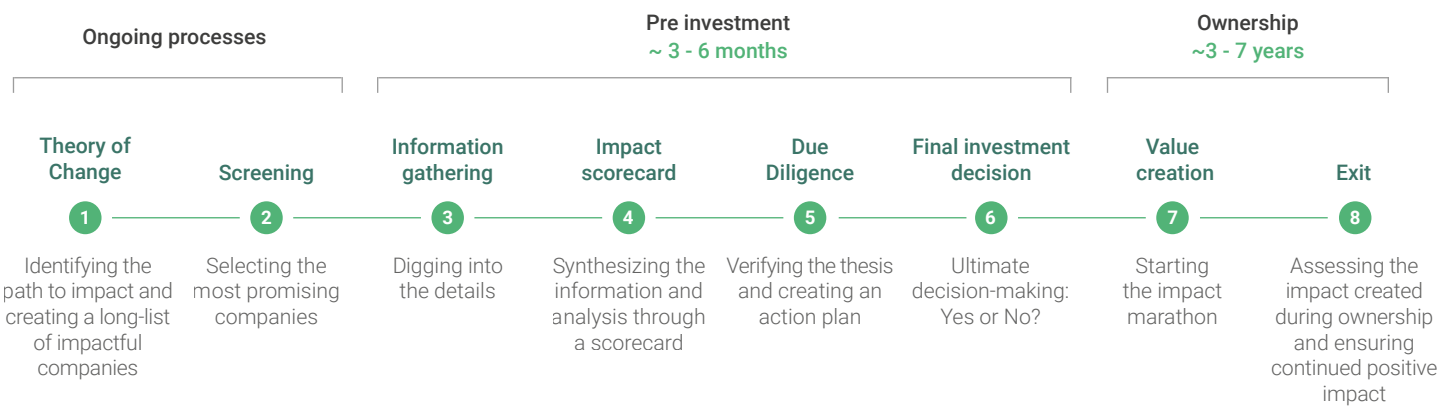 Ongoing processes
Pre investment
~ 3 - 6 months
Ownership
~3 - 7 years
Theory of
Change
Screening
Information
gathering
Impact
scorecard
Due
Diligence
Final investment
decision
Value
creation
Exit
1
2
3
4
5
6
7
8
Identifying the
path to impact and
creating a long-list
of impactful
companies
Selecting the
most promising
companies
Digging into
the details
Synthesizing the
information and
analysis through
a scorecard
Verifying the thesis
and creating an
action plan
Ultimate
decision-making:
Yes or No?
Starting
the impact
marathon
Assessing the
impact created
during ownership
and ensuring
continued positive
impact